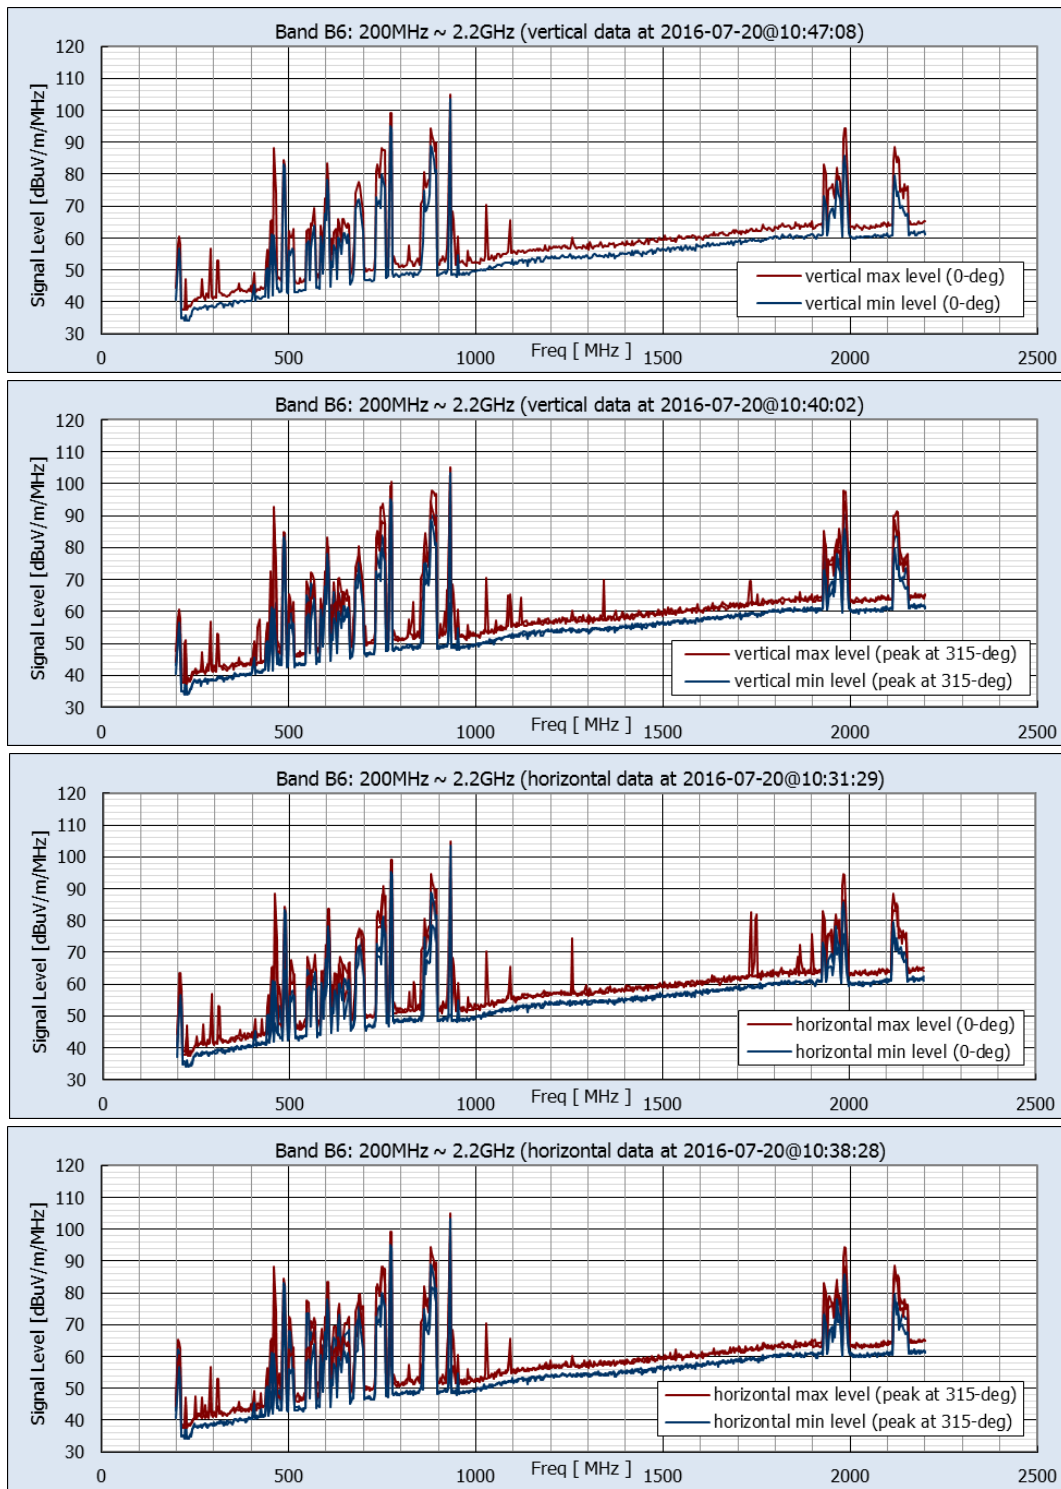 Band B6: 200MHz ~ 2.2GHz (vertical data at 2016-07-20@10:47:08)
Signal Level [dBuV/m/MHz]
120
110
100
90
80
70
60
50
40
30
vertical max level (0-deg)
vertical min level (0-deg)
0 500 1000 1500 2000 2500
Freq [ MHz ]
Band B6: 200MHz ~ 2.2GHz (vertical data at 2016-07-20@10:40:02)
Signal Level [dBuV/m/MHz]
120
110
100
90
80
70
60
50
40
30
vertical max level (peak at 315-deg)
vertical min level (peak at 315-deg)
0 500 1000 1500 2000 2500
Freq [ MHz ]
Band B6: 200MHz ~ 2.2GHz (horizontal data at 2016-07-20@10:31:29)
Signal Level [dBuV/m/MHz]
120
110
100
90
80
70
60
50
40
30
horizontal max level (0-deg)
horizontal min level (0-deg)
0 500 1000 1500 2000 2500
Freq [ MHz ]
Band B6: 200MHz ~ 2.2GHz (horizontal data at 2016-07-20@10:38:28)
Signal Level [dBuV/m/MHz]
120
110
100
90
80
70
60
50
40
30
horizontal max level (peak at 315-deg)
horizontal min level (peak at 315-deg)
0 500 1000 1500 2000 2500
Freq [ MHz ]